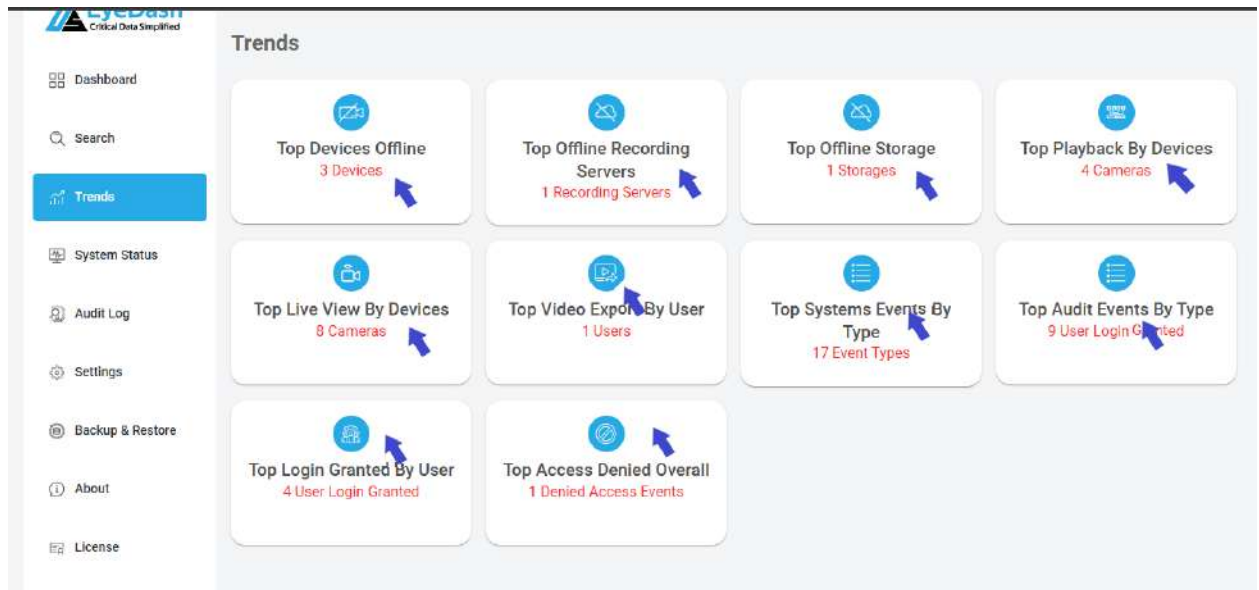 EyeDash
Critical Data Simplified
Dashboard
Search
Trends
System Status
Audit Log
Settings
Backup & Restore
About
License
Trends
Top Devices Offline
3 Devices
Top Offline Recording
Servers
1 Recording Servers
Top Offline Storage
1 Storages
Top Playback By Devices
4 Cameras
Top Live View By Devices
8 Cameras
Top Video Export By User
1 Users
Top Systems Events By
Type
17 Event Types
Top Audit Events By Type
9 User Login Granted
Top Login Granted By User
4 User Login Granted
Top Access Denied Overall
1 Denied Access Events